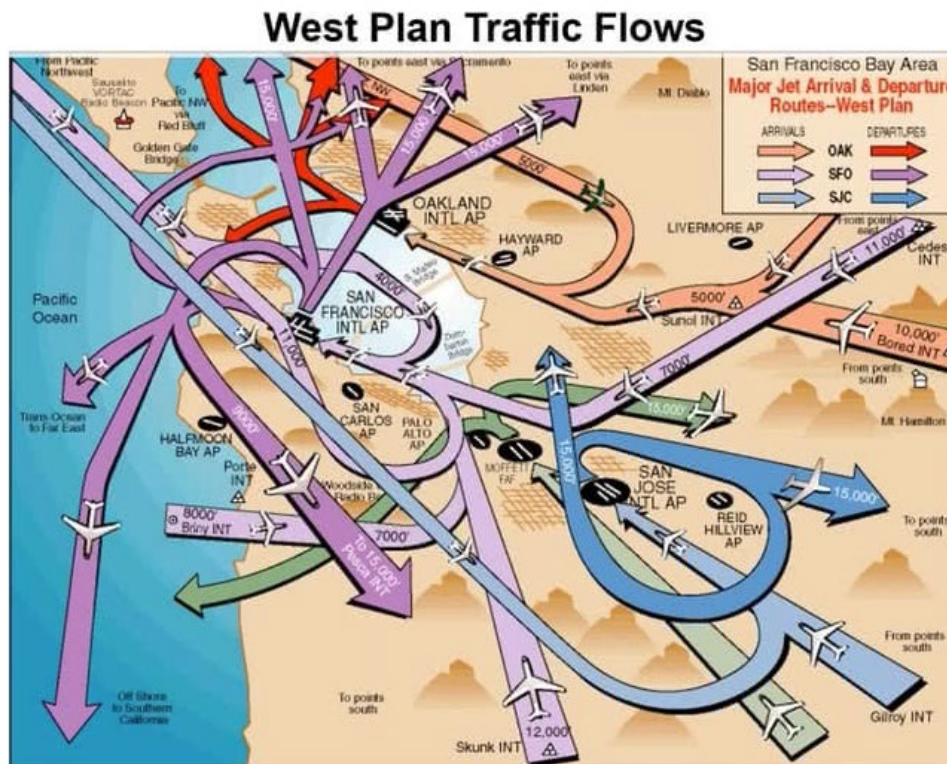 West Plan Traffic Flows
From Pacific
Northwest
Sausalito
VORTAC
Radio Beacon
To
Pacific NW
via
Red Bluff
Golden Gate
Bridge
15,000'
To points east via Sacramento
To points
east via
Linden
NW
Mt. Diablo
San Francisco Bay Area
Major Jet Arrival & Departure
Routes--West Plan
ARRIVALS
DEPARTURES
OAK
SFO
SJC
15,000'
15,000'
5000'
OAKLAND
INTL AP
HAYWARD
AP
LIVERMORE AP
From points
east
11,000'
Cedes
INT
Pacific
Ocean
4000'
SAN
FRANCISCO
INTL AP
11,000'
5000'
Sunol INT
10,000'
Bored INT
From points
south
7000'
Trans-Ocean
to Far East
9000'
SAN
CARLOS
AP
PALO
ALTO
AP
15,000'
Mt. Hamilton
HALFMOON
BAY AP
Porte
INT
Woodside
MOFFETT
15,000'
SAN
JOSE
INTL AP
REID
HILLVIEW
AP
15,000'
To points
south
8000'
Briny INT
7000'
To 15,000'
Pesca INT
From points
south
Off Shore
to Southern
California
To points
south
Skunk INT
12,000'
Gilroy INT